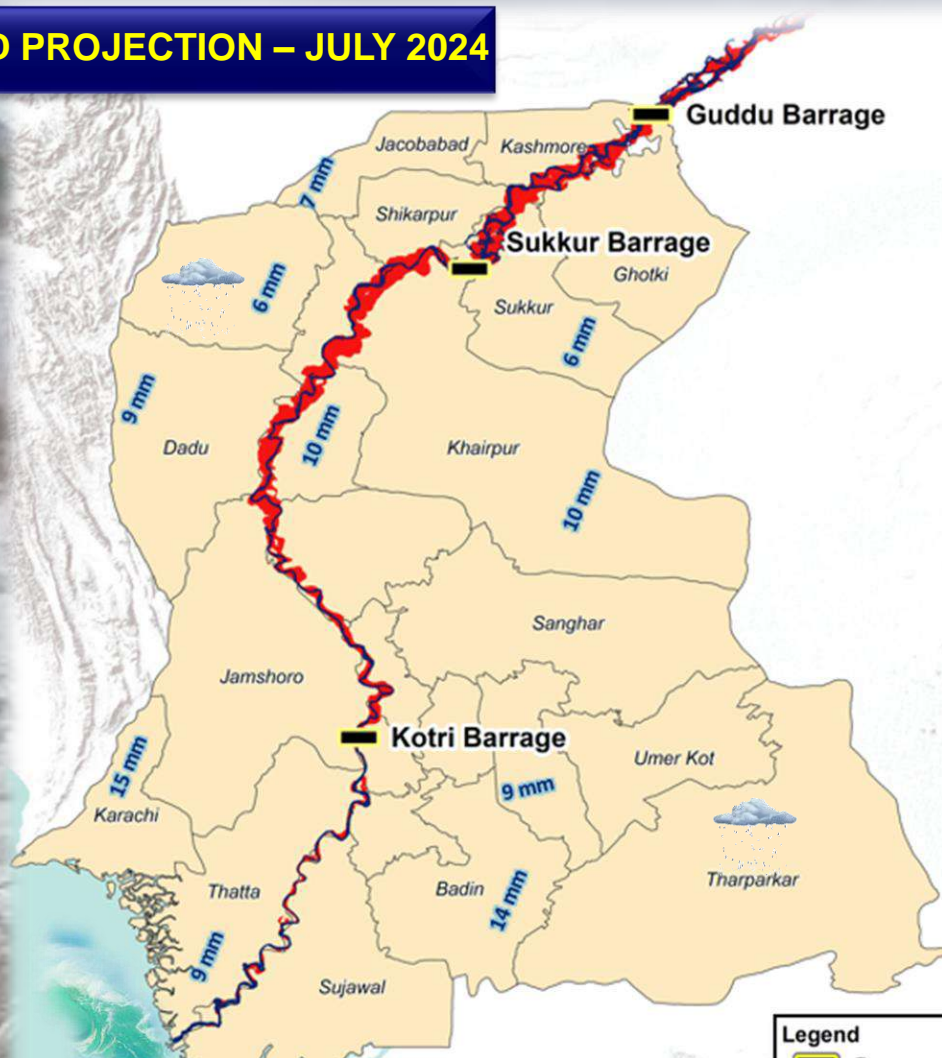 PROJECTION – JULY 2024
Guddu Barrage
Jacobabad
Kashmore
7 mm
Shikarpur
Sukkur Barrage
Ghotki
6 mm
Sukkur
6 mm
9 mm
10 mm
Dadu
Khairpur
10 mm
Sanghar
Jamshoro
Kotri Barrage
15 mm
Umer Kot
9 mm
Karachi
Thatta
Badin
14 mm
Tharparkar
9 mm
Sujawal
Legend